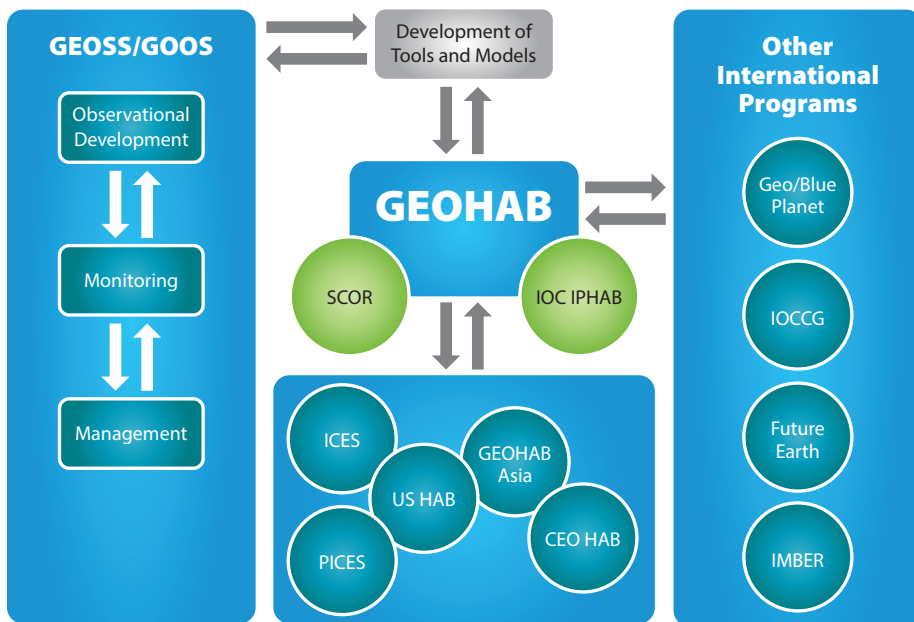 GEOSS/GOOS
Observational
Development
Monitoring
Management
Development of
Tools and Models
GEOHAB
SCOR
IOC IPHAB
ICES
US HAB
GEOHAB
Asia
PICES
CEO HAB
Other
International
Programs
Geo/Blue
Planet
IOCCG
Future
Earth
IMBER